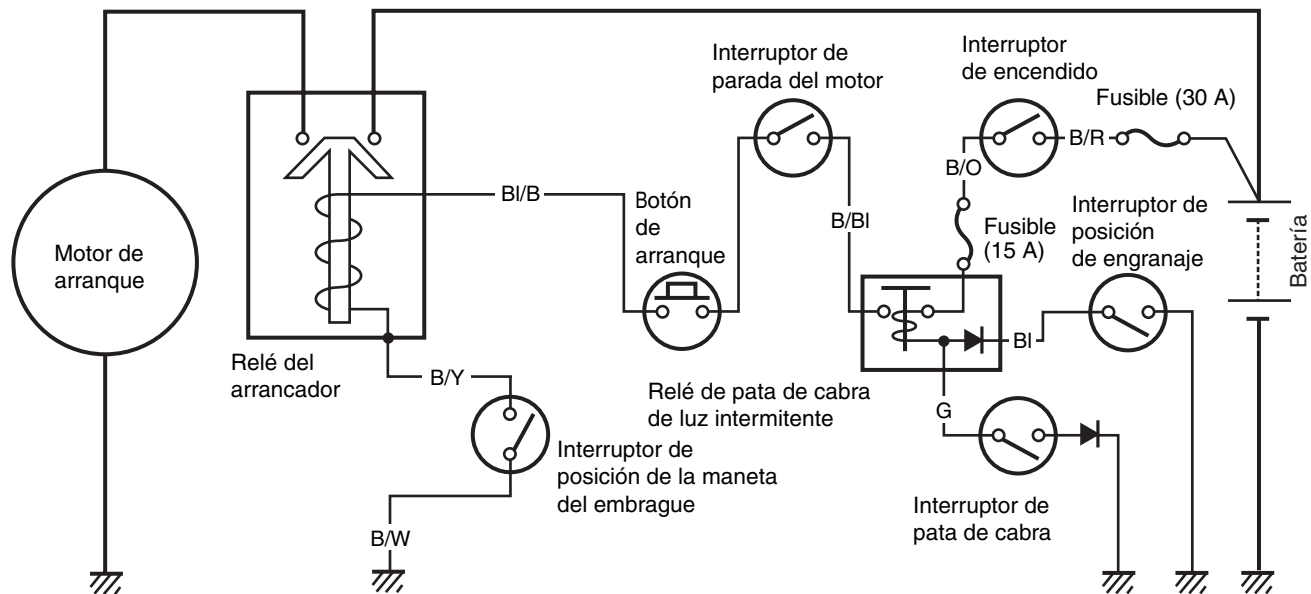 Interruptor de
parada del motor
Interruptor
de encendido
Fusible (30 A)
B/R
B/O
Bl/B
Botón
de
arranque
B/Bl
Fusible
(15 A)
Interruptor de
posición
de engranaje
Batería
Motor de
arranque
Bl
Relé del
arrancador
B/Y
Relé de pata de cabra
de luz intermitente
G
Interruptor de
posición de la maneta
del embrague
Interruptor de
pata de cabra
B/W